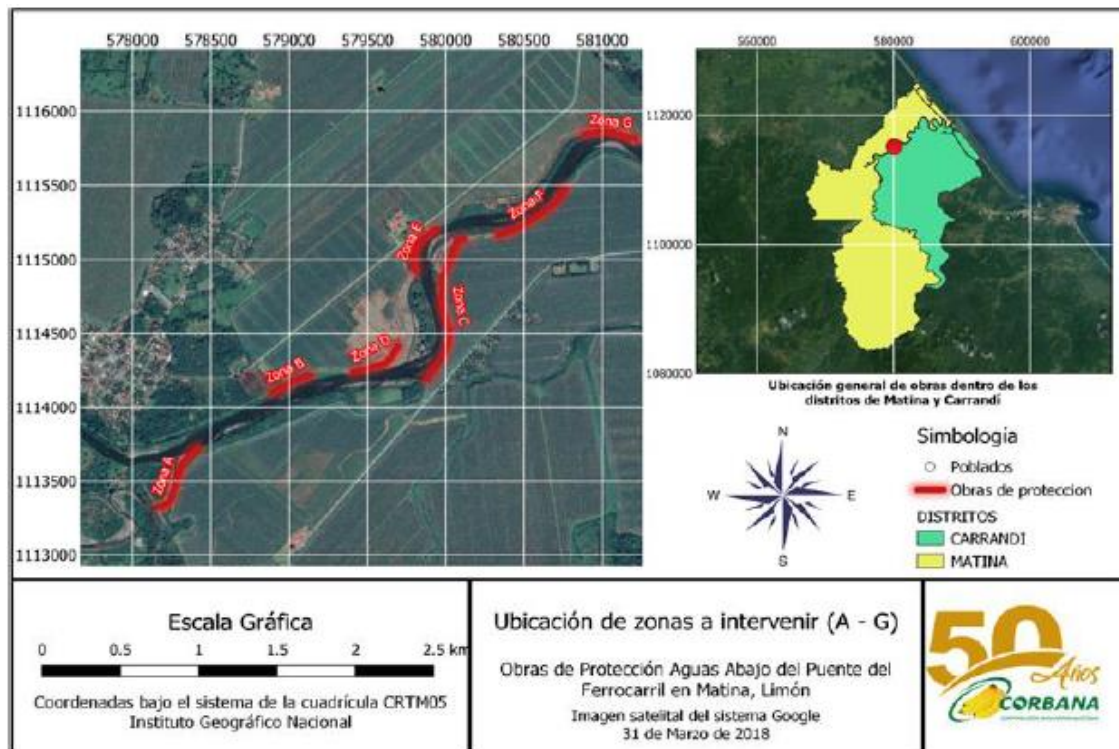 578000 578500 579000 579500 580000 580500 581000
1116000
1115500
1115000
1114500
1114000
1113500
1113000
Zona G
Zona F
Zona E
Zona C
Zona D
Zona B
Zona A
560000 580000 600000
1120000
1100000
1080000
Ubicación general de obras dentro de los
distritos de Matina y Carrandí
N
W E
S
Simbologia
Poblados
Obras de proteccion
DISTRITOS
CARRANDI
MATINA
Escala Gráfica
0 0.5 1 1.5 2 2.5 km
Coordenadas bajo el sistema de la cuadrícula CRTM05
Instituto Geográfico Nacional
Ubicación de zonas a intervenir (A - G)
Obras de Protección Aguas Abajo del Puente del
Ferrocarril en Matina, Limón
Imagen satelital del sistema Google
31 de Marzo de 2018
50 Años
CORBANA